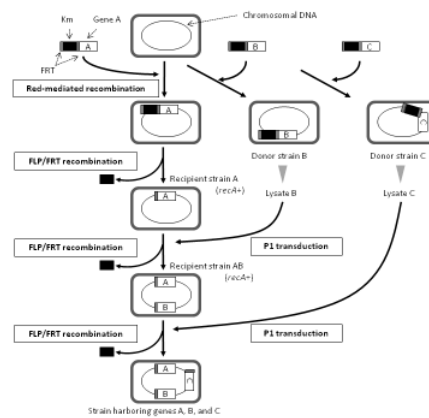 Km
Gene A
Chromosomal DNA
A
B
C
FRT
Red-mediated recombination
A
B
C
Donor strain B
Donor strain C
FLP/FRT recombination
Recipient strain A
(recA+)
Lysate B
Lysate C
A
FLP/FRT recombination
P1 transduction
Recipient strain AB
(recA+)
A
B
FLP/FRT recombination
P1 transduction
A
B
Strain harboring genes A, B, and C